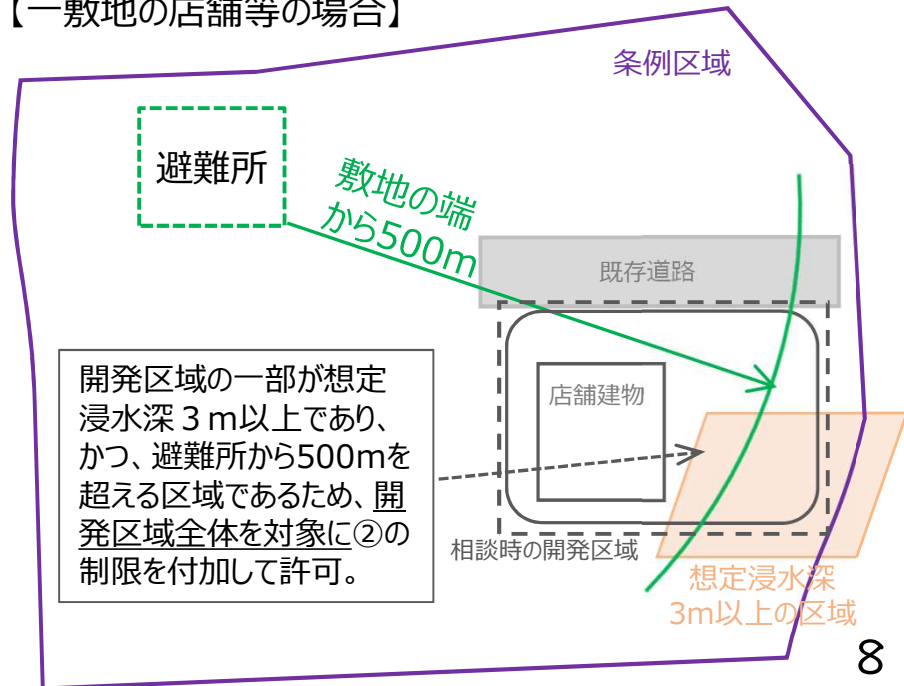 【一敷地の店舗等の場合】
条例区域
避難所
敷地の端
から500m
既存道路
店舗建物
開発区域の一部が想定
浸水深３ｍ以上であり、
かつ、避難所から500mを
超える区域であるため、開
発区域全体を対象に②の
制限を付加して許可。
相談時の開発区域
想定浸水深
3m以上の区域
8